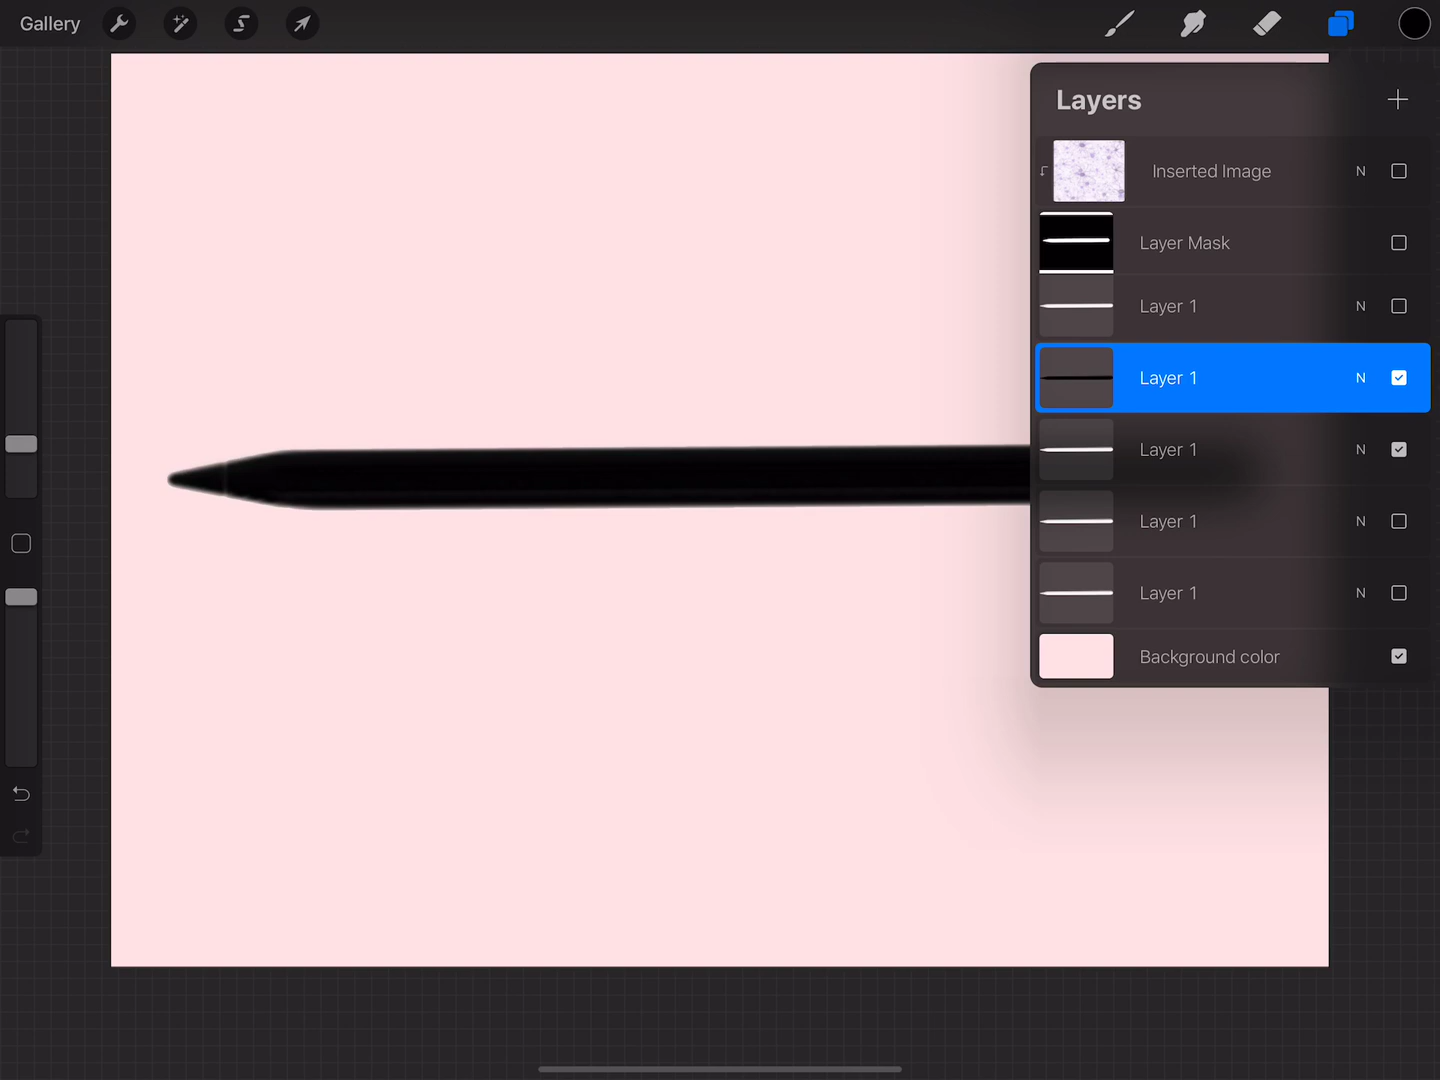 Gallery
Layers
Inserted Image N
Layer Mask
Layer 1 N
Layer 1 N
Layer 1 N
Layer 1 N
Layer 1 N
Background color